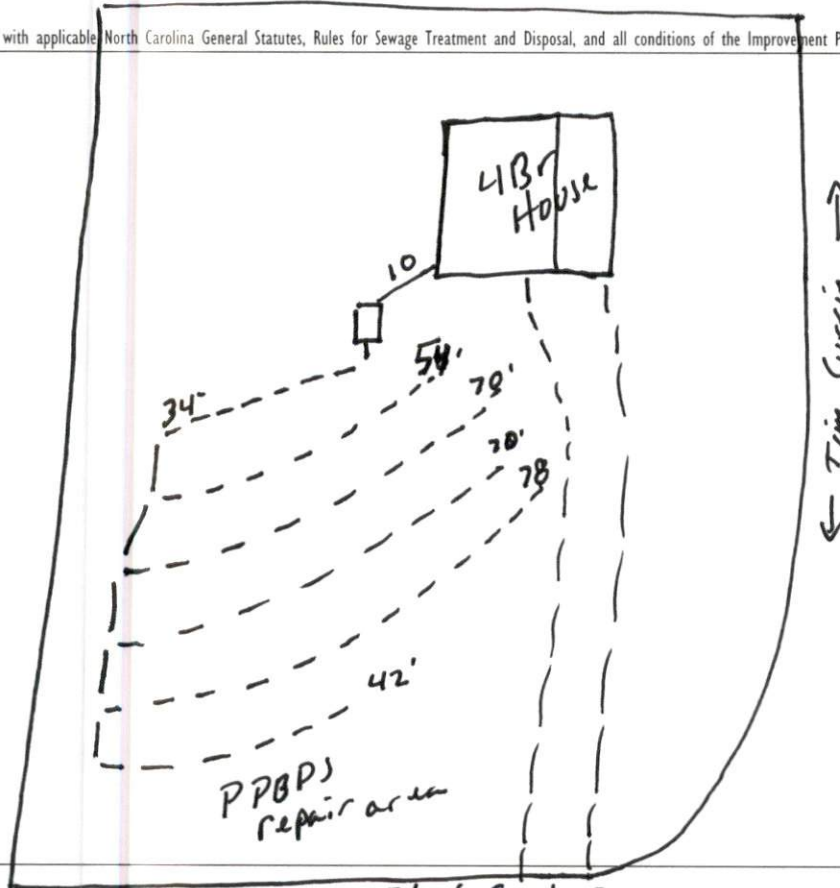 with applicable North Carolina General Statutes, Rules for Sewage Treatment and Disposal, and all conditions of the Improvement P
4Br
House
10
54'
34'
78'
78
42'
PPBPS
repair area